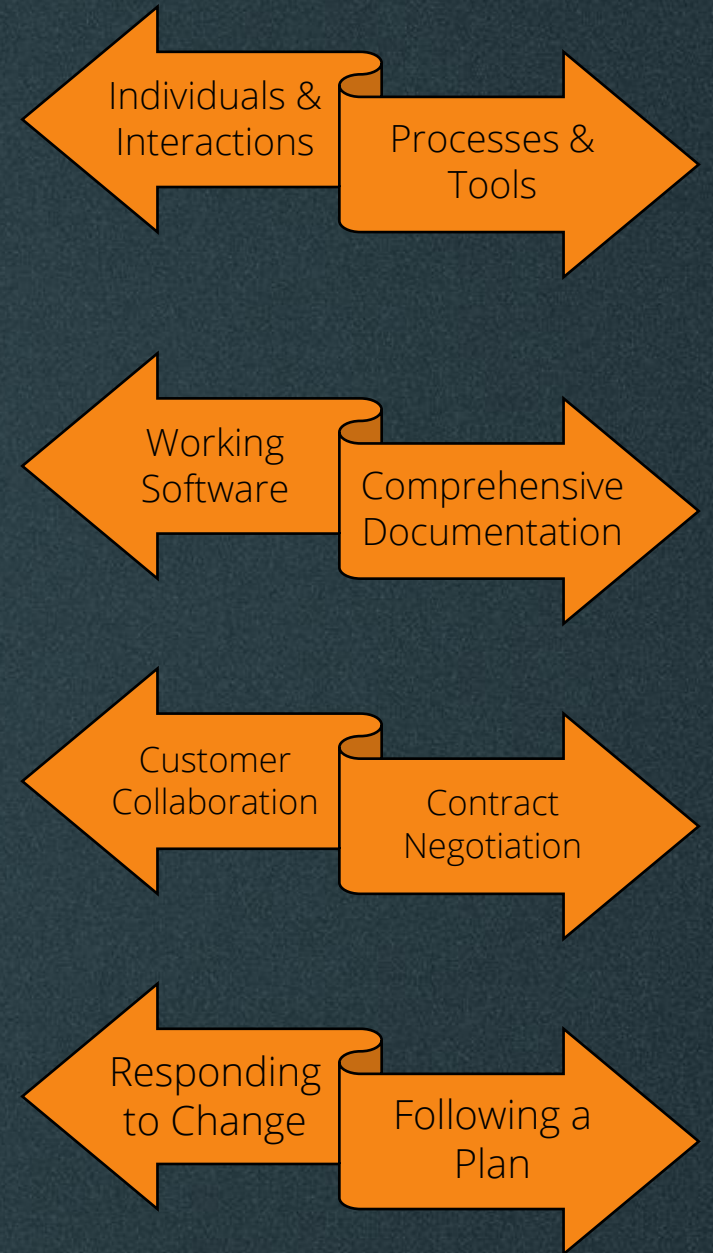 Individuals &
Interactions
Processes &
Tools
Working
Software
Comprehensive
Documentation
Customer
Collaboration
Contract
Negotiation
Responding
to Change
Following a
Plan